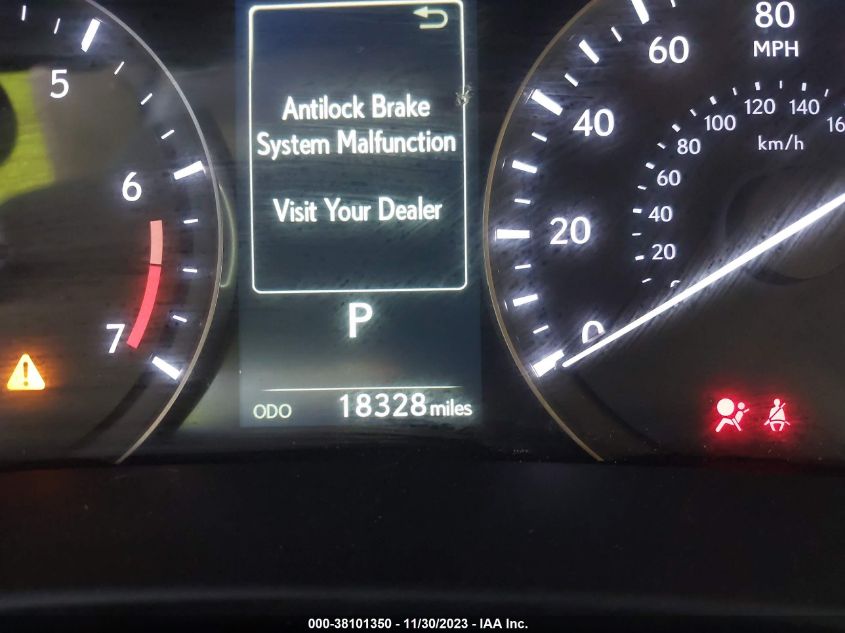 5
6
7
Antilock Brake
System Malfunction
Visit Your Dealer
P
ODO 18328 miles
80
MPH
60
40
20
0
140
120
100
80
60
40
20
km/h
000-38101350 - 11/30/2023 - IAA Inc.